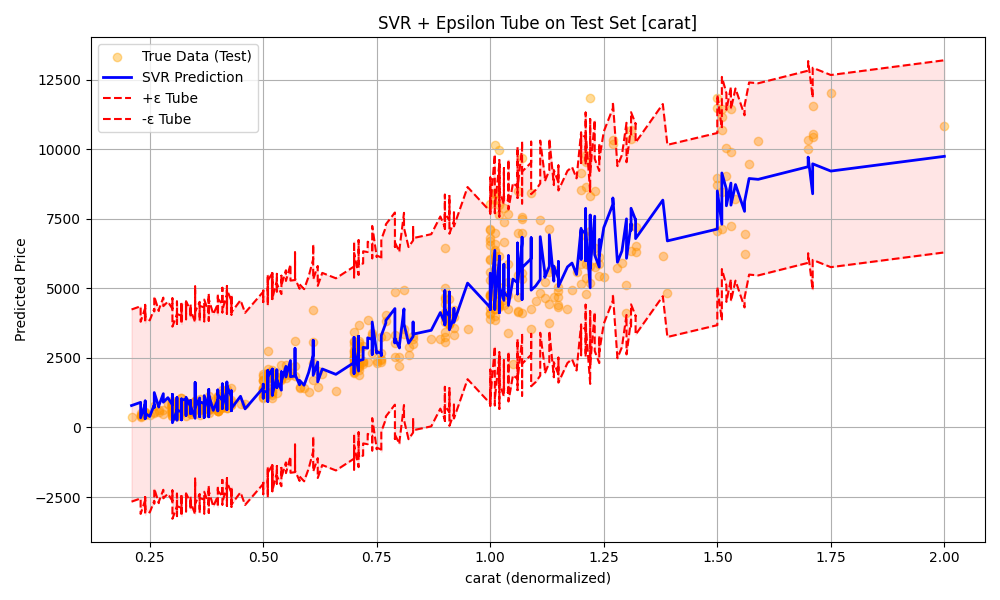 SVR + Epsilon Tube on Test Set [carat]
True Data (Test)
SVR Prediction
+ε Tube
-ε Tube
Predicted Price
12500
10000
7500
5000
2500
0
−2500
0.25 0.50 0.75 1.00 1.25 1.50 1.75 2.00
carat (denormalized)